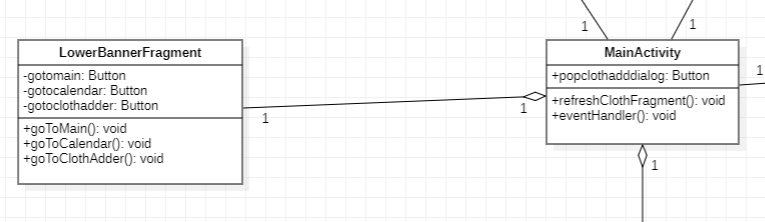 LowerBannerFragment
-gotomain: Button
-gotocalendar: Button
-gotoclothadder: Button
+goToMain(): void
+goToCalendar(): void
+goToClothAdder(): void
1
1
1
1
MainActivity
+popclothadddialog: Button
+refreshClothFragment(): void
+eventHandler(): void
1
1